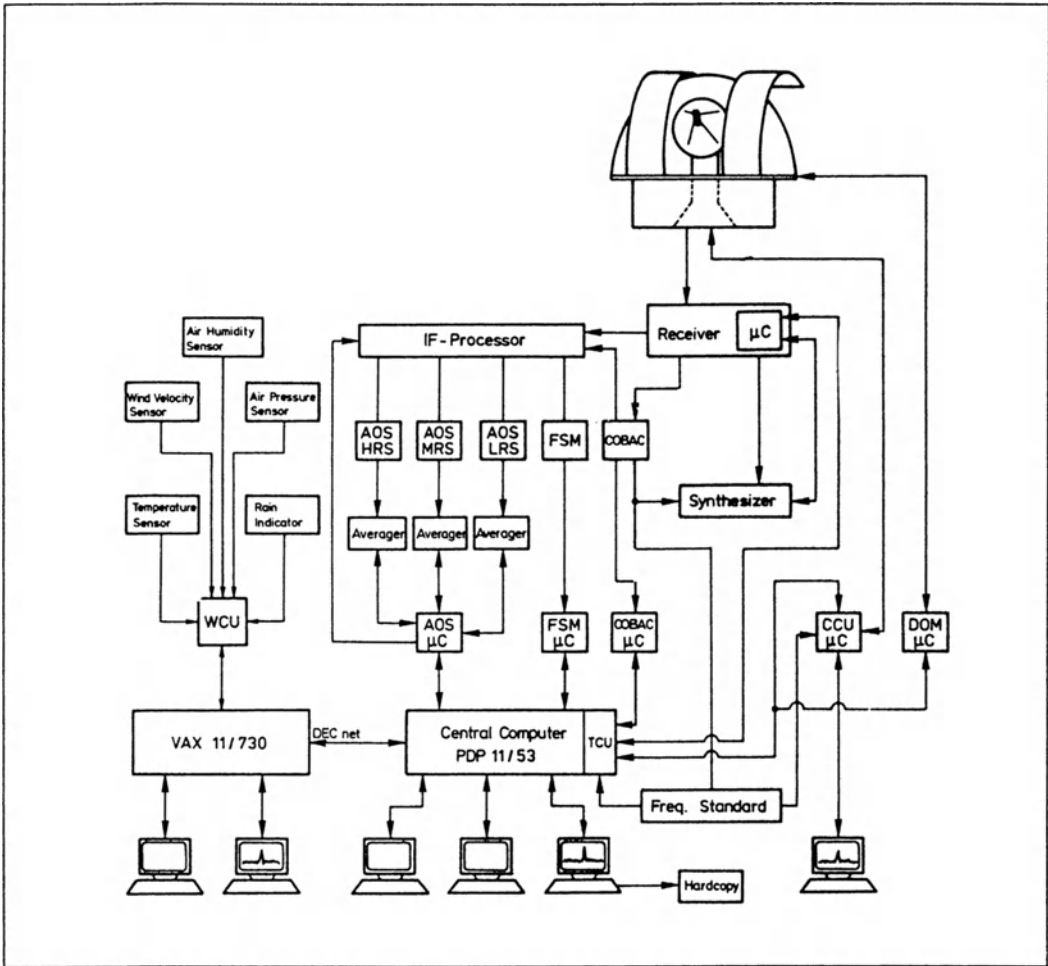 Receiver
μC
IF-Processor
Air Humidity
Sensor
Wind Velocity
Sensor
Air Pressure
Sensor
AOS
HRS
AOS
MRS
AOS
LRS
FSM
COBAC
Synthesizer
Temperature
Sensor
Rain
Indicator
Averager
Averager
Averager
WCU
AOS
μC
FSM
μC
COBAC
μC
CCU
μC
DOM
μC
VAX 11/730
DEC net
Central Computer
PDP 11/53
TCU
Freq. Standard
Hardcopy